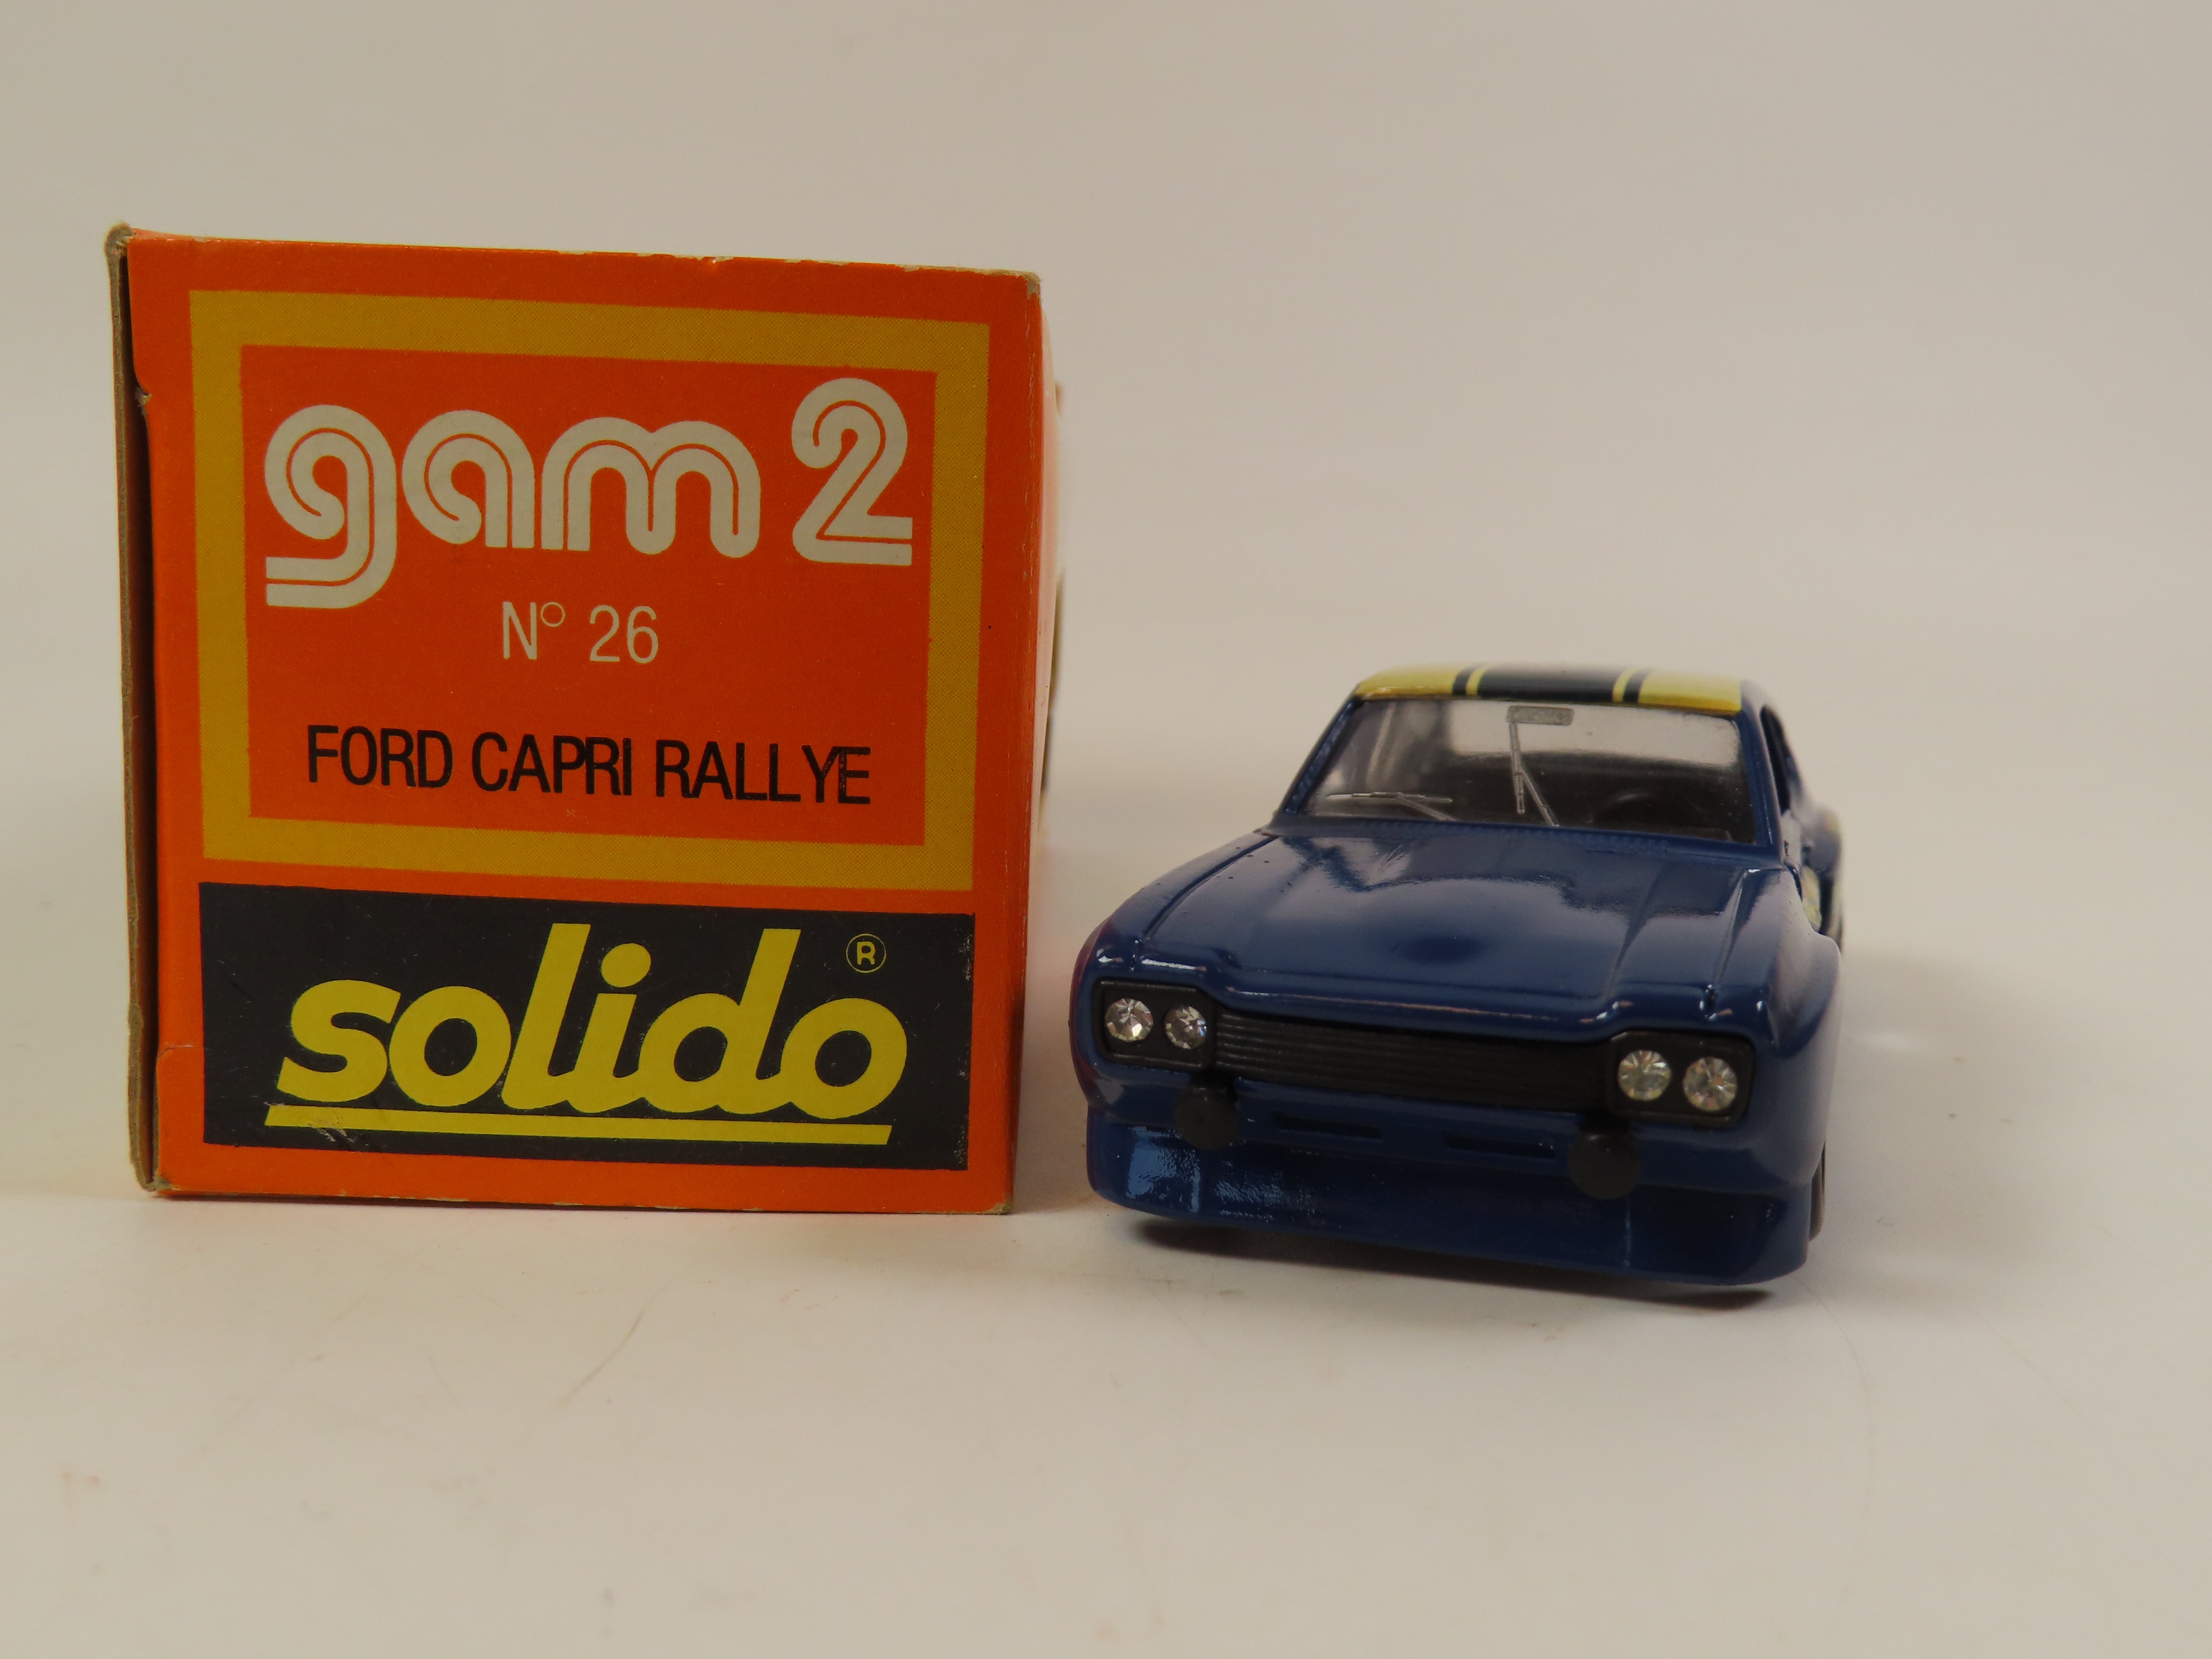 gam 2
N° 26
FORD CAPRI RALLYE
solido ®